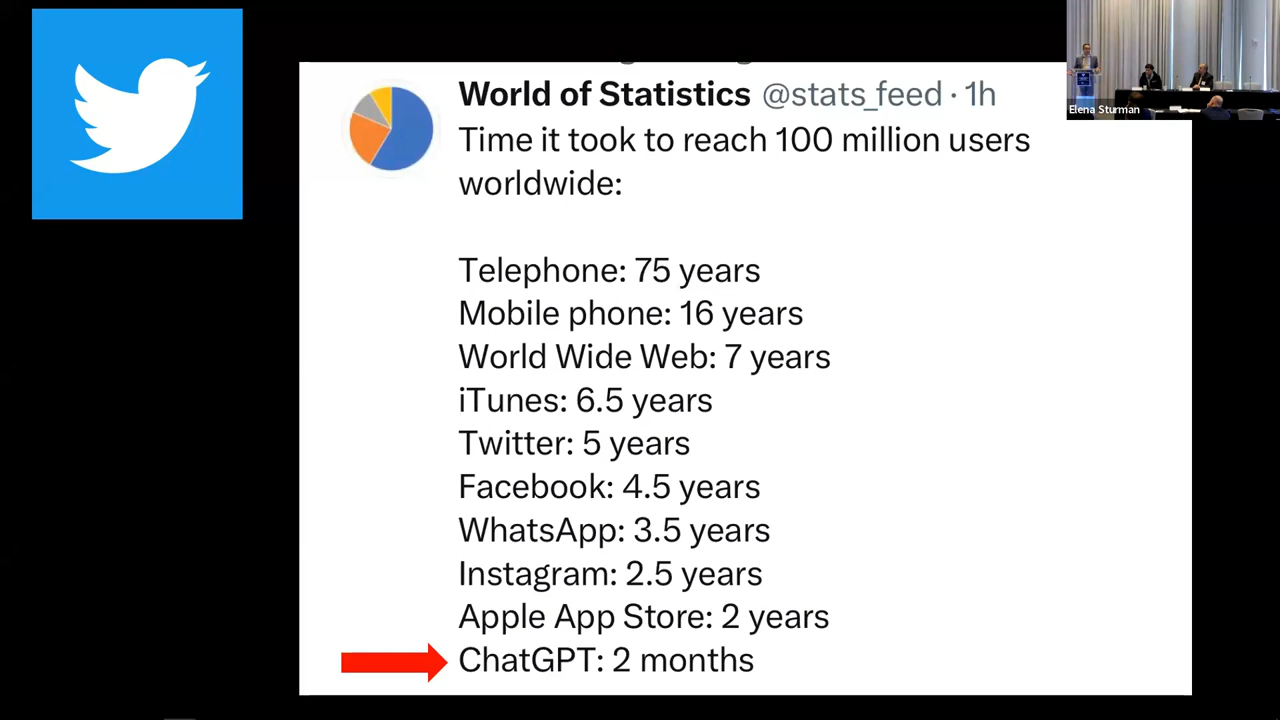 World of Statistics @stats_feed · 1h
Time it took to reach 100 million users
worldwide:
Telephone: 75 years
Mobile phone: 16 years
World Wide Web: 7 years
iTunes: 6.5 years
Twitter: 5 years
Facebook: 4.5 years
WhatsApp: 3.5 years
Instagram: 2.5 years
Apple App Store: 2 years
ChatGPT: 2 months
Elena Sturman